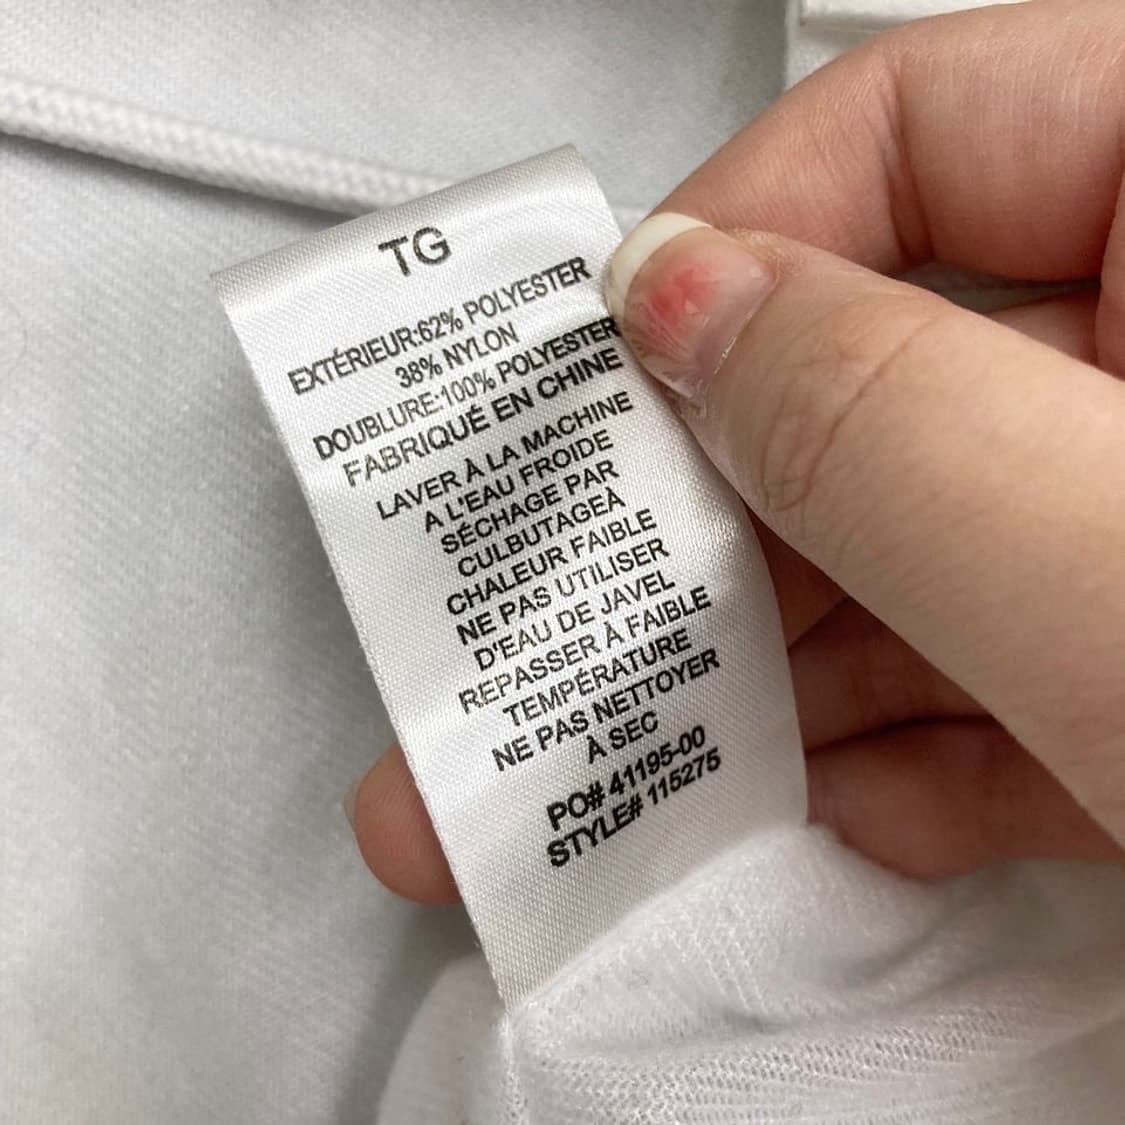 TG
EXTÉRIEUR:62% POLYESTER
38% NYLON
DOUBLURE:100% POLYESTER
FABRIQUÉ EN CHINE
LAVER À LA MACHINE
A L'EAU FROIDE
SÉCHAGE PAR
CULBUTAGEÀ
CHALEUR FAIBLE
NE PAS UTILISER
D'EAU DE JAVEL
REPASSER À FAIBLE
TEMPÉRATURE
NE PAS NETTOYER
À SEC
PO# 41195-00
STYLE# 115275